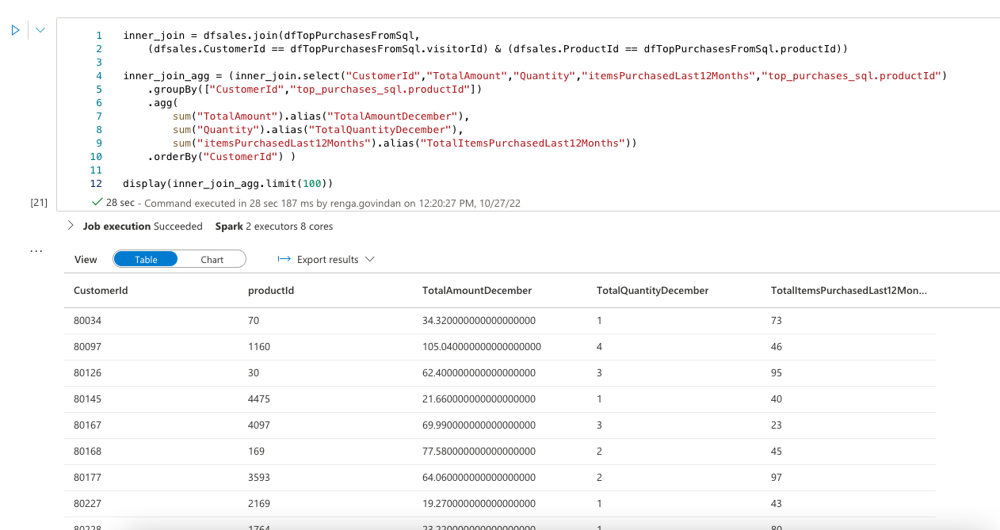 1 inner_join = dfsales.join(dfTopPurchasesFromSql,
2 (dfsales.CustomerId == dfTopPurchasesFromSql.visitorId) & (dfsales.ProductId == dfTopPurchasesFromSql.productId))
3
4 inner_join_agg = (inner_join.select("CustomerId","TotalAmount","Quantity","itemsPurchasedLast12Months","top_purchases_sql.productId")
5 .groupBy(["CustomerId","top_purchases_sql.productId"])
6 .agg(
7 sum("TotalAmount").alias("TotalAmountDecember"),
8 sum("Quantity").alias("TotalQuantityDecember"),
9 sum("itemsPurchasedLast12Months").alias("TotalItemsPurchasedLast12Months"))
10 .orderBy("CustomerId") )
11
12 display(inner_join_agg.limit(100))
[21] 28 sec - Command executed in 28 sec 187 ms by renga.govindan on 12:20:27 PM, 10/27/22
Job execution Succeeded Spark 2 executors 8 cores
...
View Table Chart Export results
CustomerId productId TotalAmountDecember TotalQuantityDecember TotalItemsPurchasedLast12Mon...
80034 70 34.320000000000000000 1 73
80097 1160 105.040000000000000000 4 46
80126 30 62.400000000000000000 3 95
80145 4475 21.660000000000000000 1 40
80167 4097 69.990000000000000000 3 23
80168 169 77.580000000000000000 2 45
80177 3593 64.060000000000000000 2 97
80227 2169 19.270000000000000000 1 43
80228 1764 23.220000000000000000 1 80